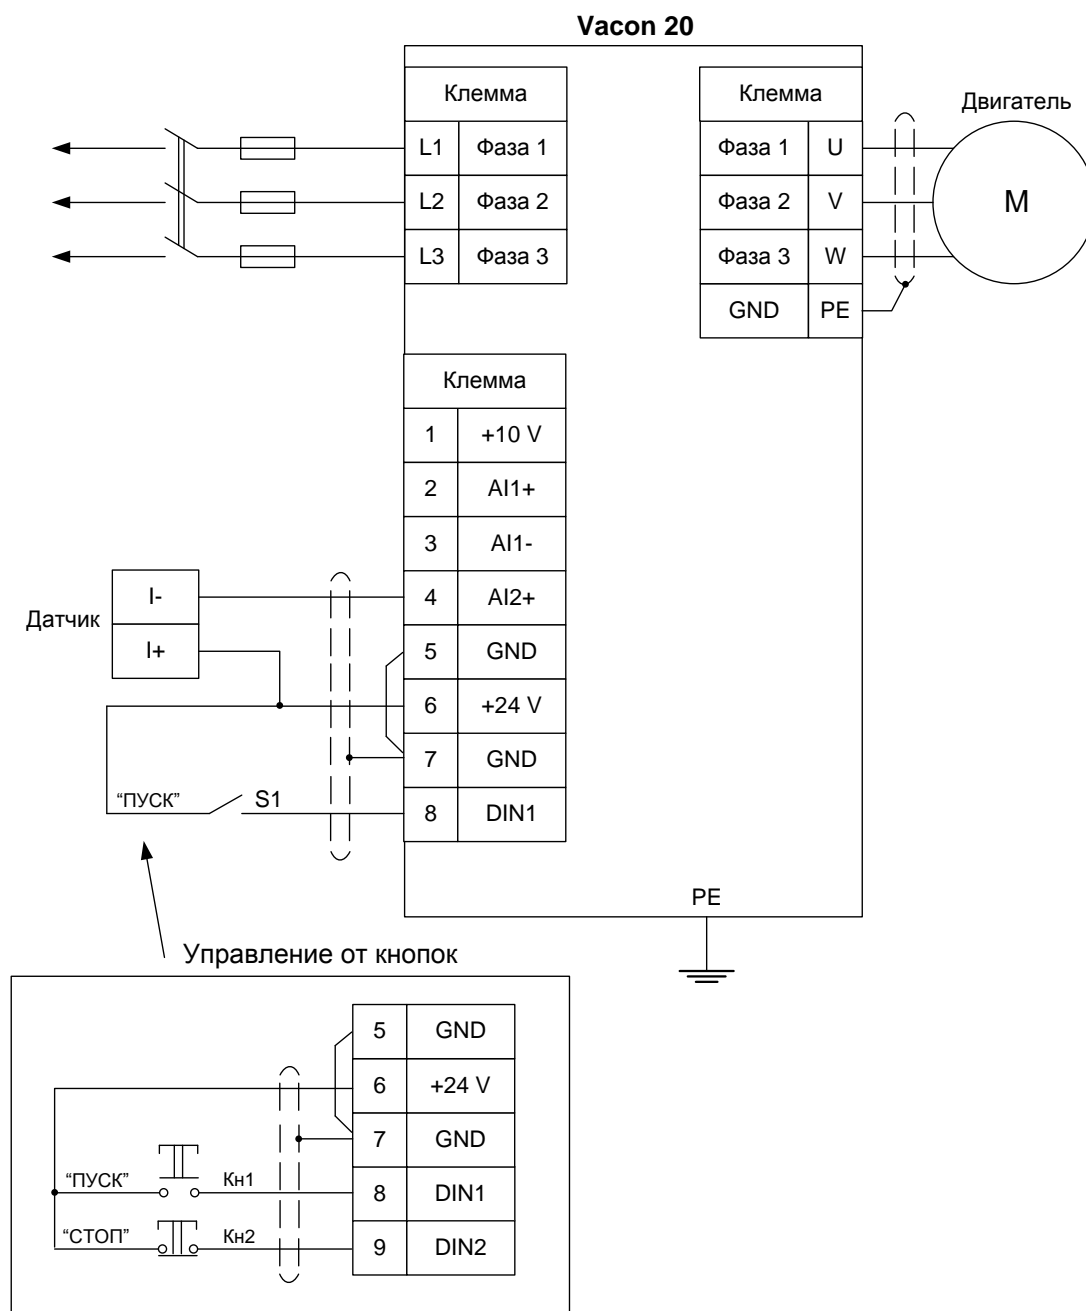 Vacon 20
Клемма
L1 Фаза 1
L2 Фаза 2
L3 Фаза 3
Клемма
Фаза 1 U
Фаза 2 V
Фаза 3 W
GND PE
Двигатель
M
Клемма
1 +10 V
2 AI1+
3 AI1-
4 AI2+
5 GND
6 +24 V
7 GND
8 DIN1
Датчик
I-
I+
“ПУСК” S1
PE
Управление от кнопок
5 GND
6 +24 V
7 GND
8 DIN1
9 DIN2
“ПУСК” Кн1
“СТОП” Кн2